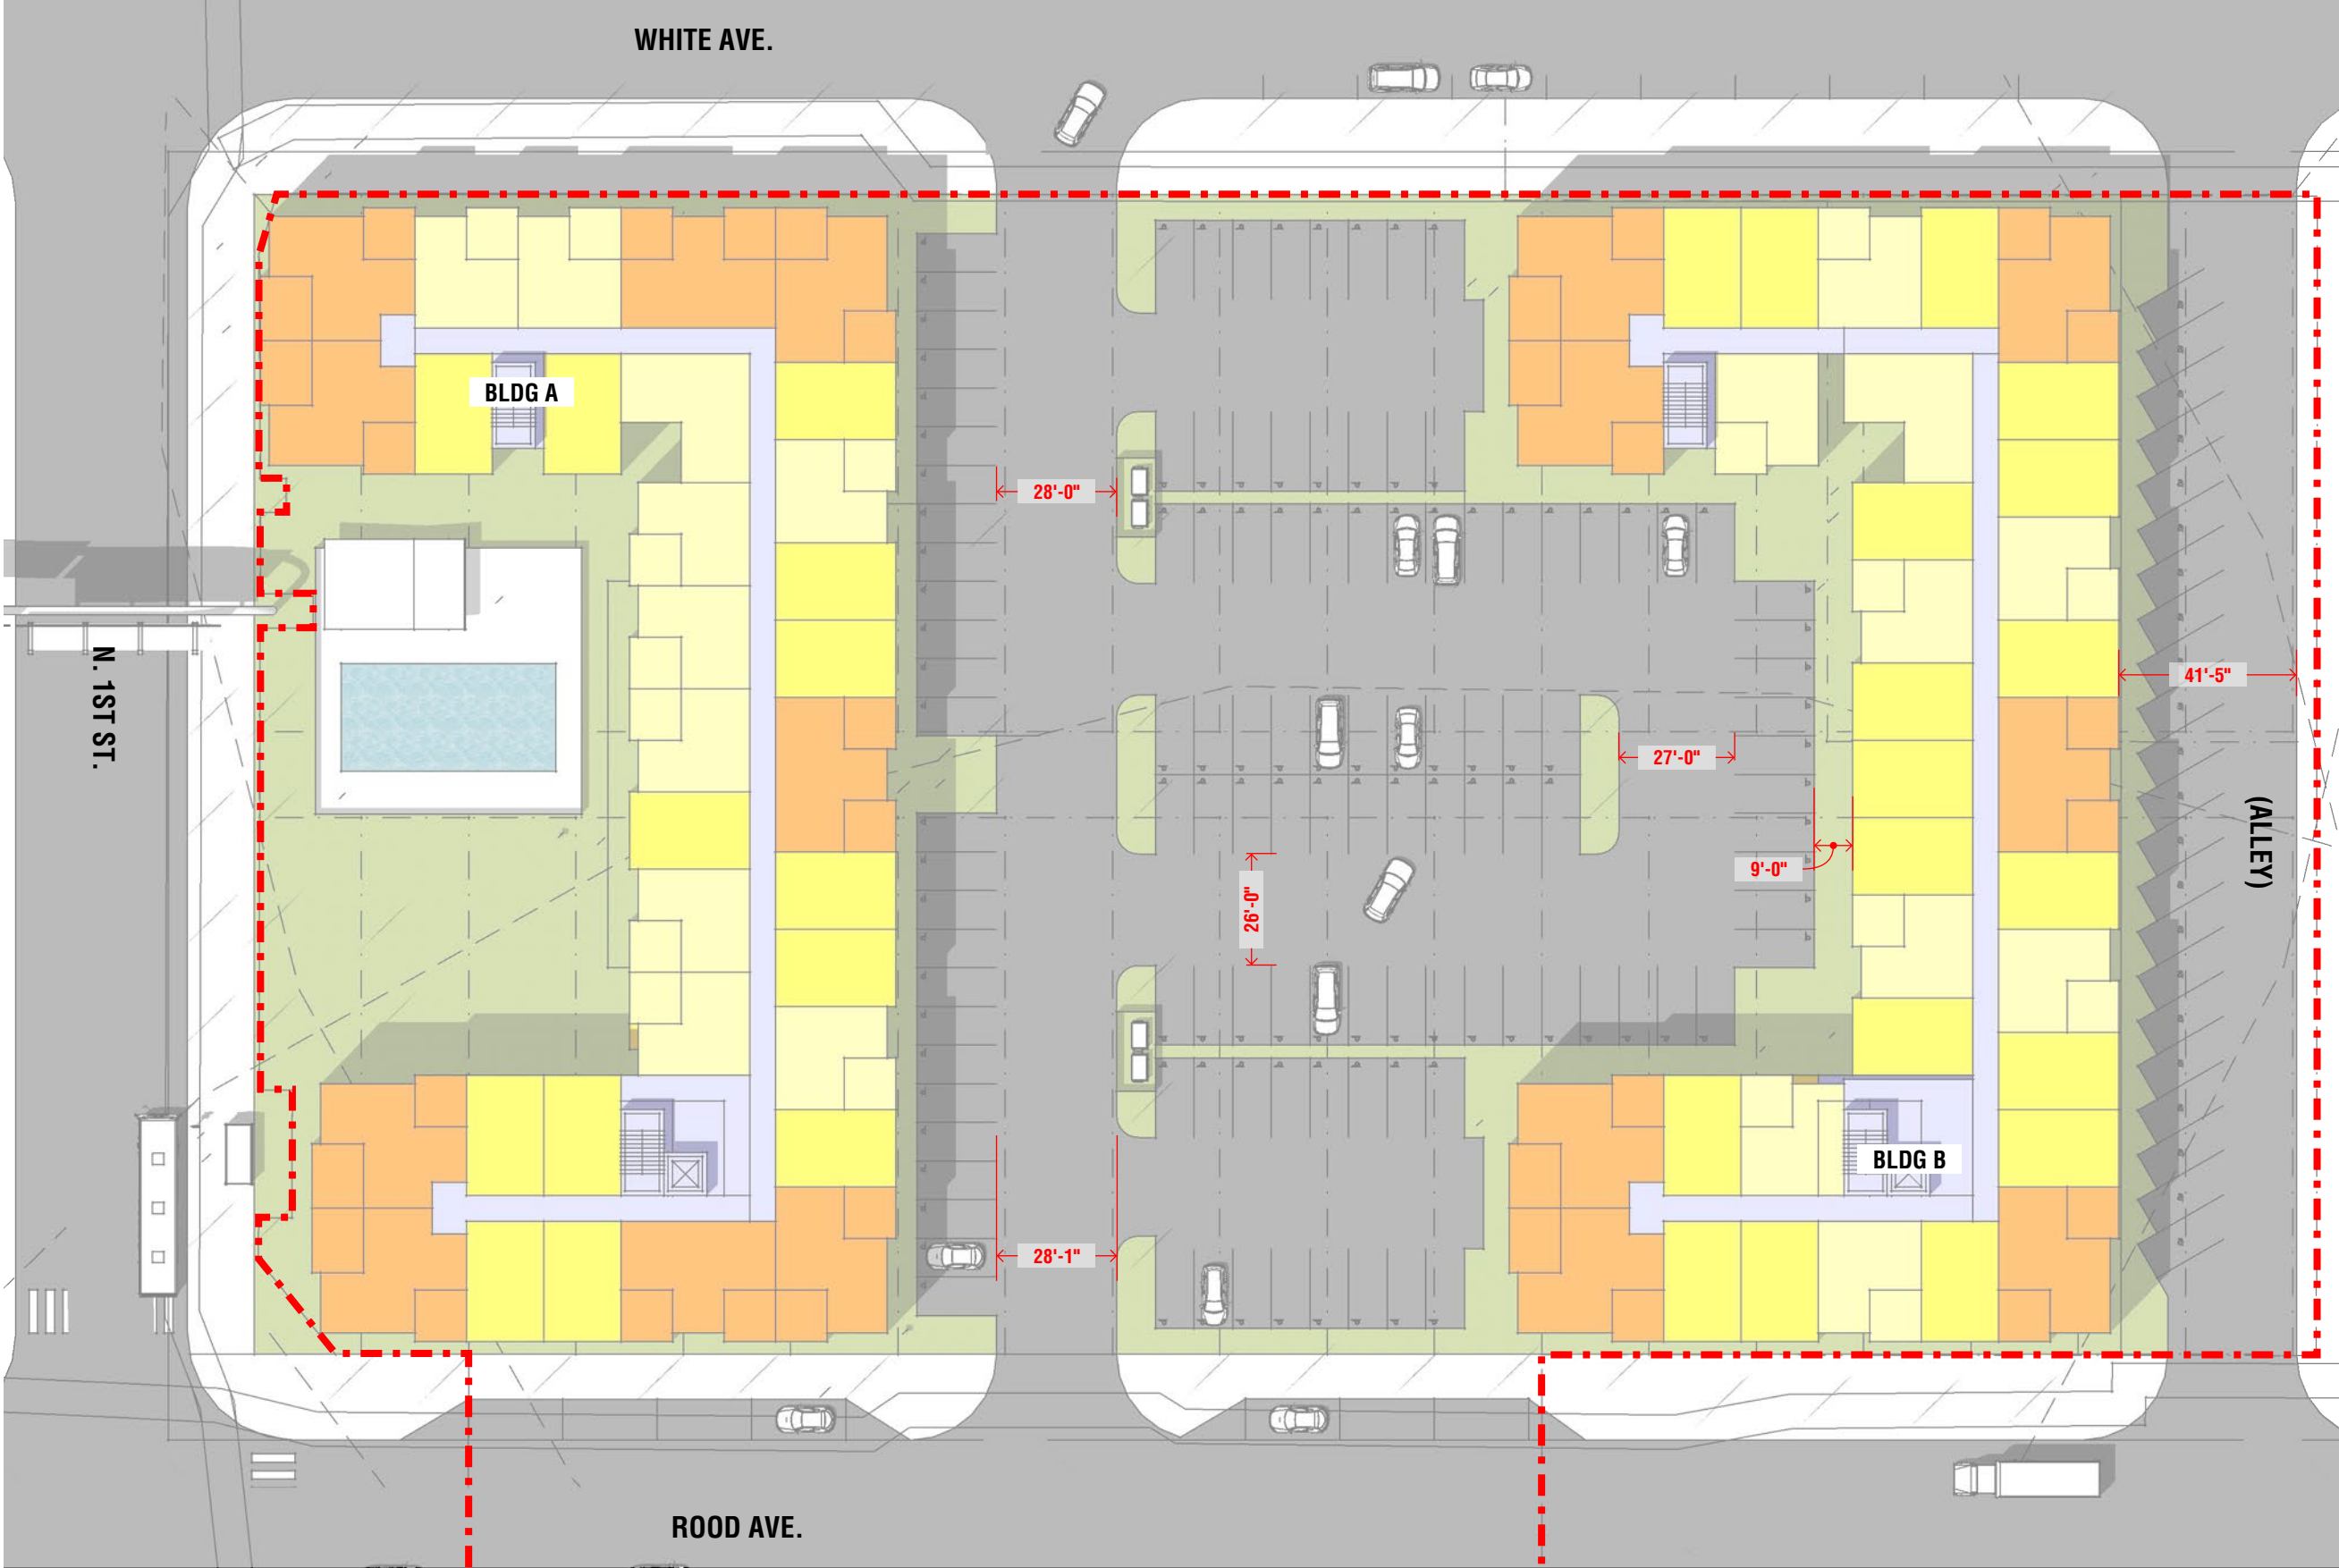 WHITE AVE.
BLDG A
28'-0"
N. 1ST ST.
41'-5"
27'-0"
(ALLEY)
9'-0"
26'-0"
BLDG B
28'-1"
ROOD AVE.